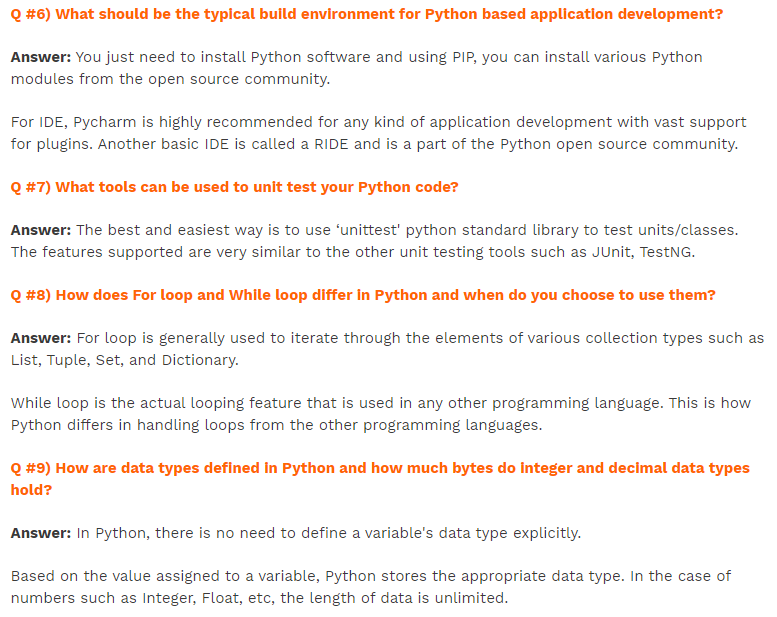 Q #6) What should be the typical build environment for Python based application development?
Answer: You just need to install Python software and using PIP, you can install various Python
modules from the open source community.
For IDE, Pycharm is highly recommended for any kind of application development with vast support
for plugins. Another basic IDE is called a RIDE and is a part of the Python open source community.
Q #7) What tools can be used to unit test your Python code?
Answer: The best and easiest way is to use ‘unittest' python standard library to test units/classes.
The features supported are very similar to the other unit testing tools such as JUnit, TestNG.
Q #8) How does For loop and While loop differ in Python and when do you choose to use them?
Answer: For loop is generally used to iterate through the elements of various collection types such as
List, Tuple, Set, and Dictionary.
While loop is the actual looping feature that is used in any other programming language. This is how
Python differs in handling loops from the other programming languages.
Q #9) How are data types defined in Python and how much bytes do integer and decimal data types
hold?
Answer: In Python, there is no need to define a variable's data type explicitly.
Based on the value assigned to a variable, Python stores the appropriate data type. In the case of
numbers such as Integer, Float, etc, the length of data is unlimited.